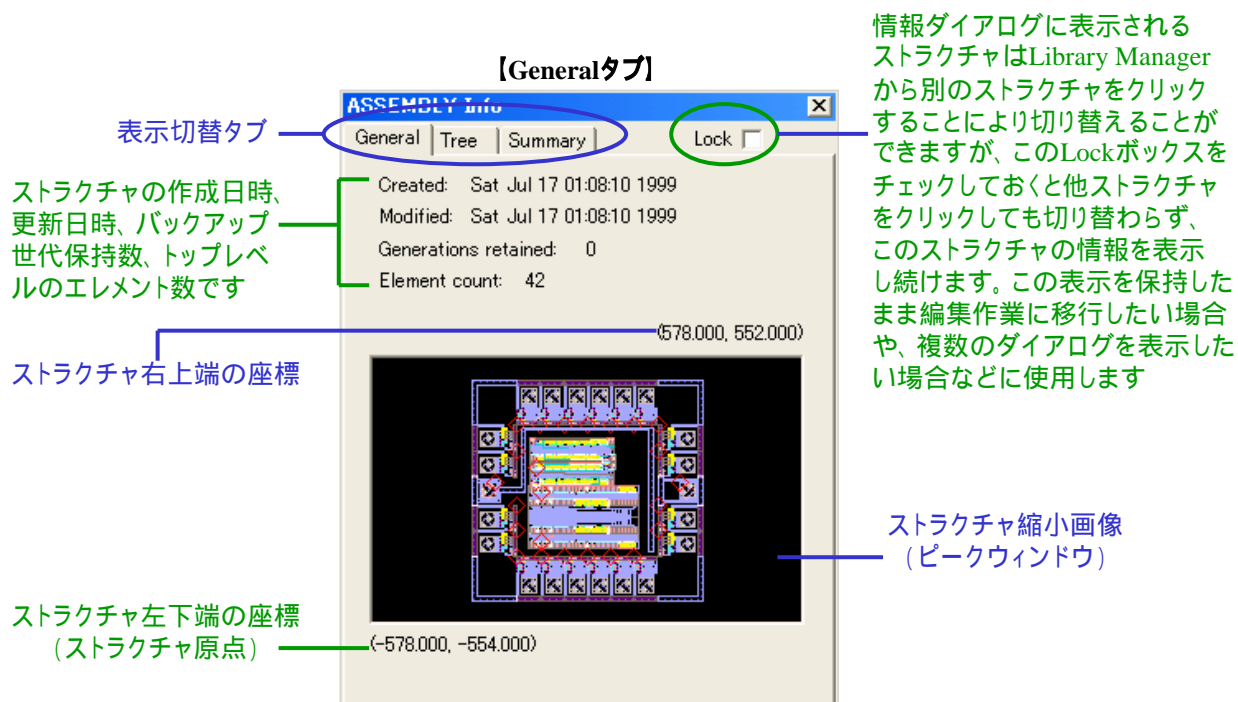 【Generalタブ】
情報ダイアログに表示される
ストラクチャはLibrary Manager
から別のストラクチャをクリック
することにより切り替えることが
できますが、このLockボックスを
チェックしておくと他ストラクチャ
をクリックしても切り替わらず、
このストラクチャの情報を表示
し続けます。この表示を保持した
まま編集作業に移行したい場合
や、複数のダイアログを表示した
い場合などに使用します
表示切替タブ
ASSEMBLY Info
General Tree Summary Lock
ストラクチャの作成日時、
更新日時、バックアップ
世代保持数、トップレベ
ルのエレメント数です
Created: Sat Jul 17 01:08:10 1999
Modified: Sat Jul 17 01:08:10 1999
Generations retained: 0
Element count: 42
(578.000, 552.000)
ストラクチャ右上端の座標
ストラクチャ縮小画像
(ピークウィンドウ)
ストラクチャ左下端の座標
(ストラクチャ原点)
(-578.000, -554.000)